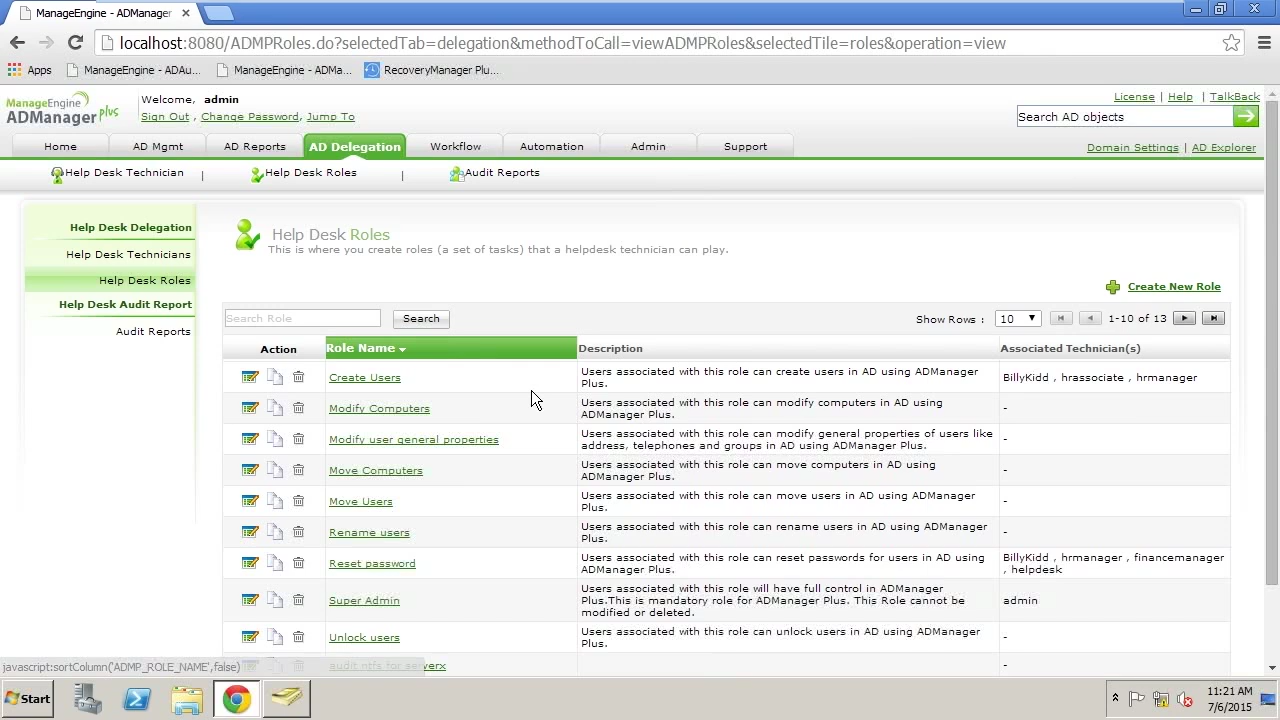 ManageEngine - ADManager ×
localhost:8080/ADMPRoles.do?selectedTab=delegation&methodToCall=viewADMPRoles&selectedTile=roles&operation=view
Apps ManageEngine - ADAu... ManageEngine - ADMa... RecoveryManager Plu...
ManageEngine ADManager plus
Welcome, admin
Sign Out , Change Password, Jump To
License | Help | TalkBack
Search AD objects
Home AD Mgmt AD Reports AD Delegation Workflow Automation Admin Support
Domain Settings | AD Explorer
Help Desk Technician | Help Desk Roles | Audit Reports
Help Desk Delegation
Help Desk Technicians
Help Desk Roles
Help Desk Audit Report
Audit Reports
Help Desk Roles
This is where you create roles (a set of tasks) that a helpdesk technician can play.
Create New Role
Search Role Search Show Rows : 10 1-10 of 13
Action Role Name Description Associated Technician(s)
Create Users Users associated with this role can create users in AD using ADManager BillyKidd , hrassociate , hrmanager
Plus.
Modify Computers Users associated with this role can modify computers in AD using -
ADManager Plus.
Modify user general properties Users associated with this role can modify general properties of users like -
address, telephones and groups in AD using ADManager Plus.
Move Computers Users associated with this role can move computers in AD using -
ADManager Plus.
Move Users Users associated with this role can move users in AD using ADManager -
Plus.
Rename users Users associated with this role can rename users in AD using ADManager -
Plus.
Reset password Users associated with this role can reset passwords for users in AD using BillyKidd , hrmanager , financemanager
ADManager Plus. , helpdesk
Super Admin Users associated with this role will have full control in ADManager
Plus.This is mandatory role for ADManager Plus. This Role cannot be admin
modified or deleted.
Unlock users Users associated with this role can unlock users in AD using ADManager -
Plus.
audit ntfs for serverx -
javascript:sortColumn('ADMP_ROLE_NAME',false)
Start
11:21 AM
7/6/2015